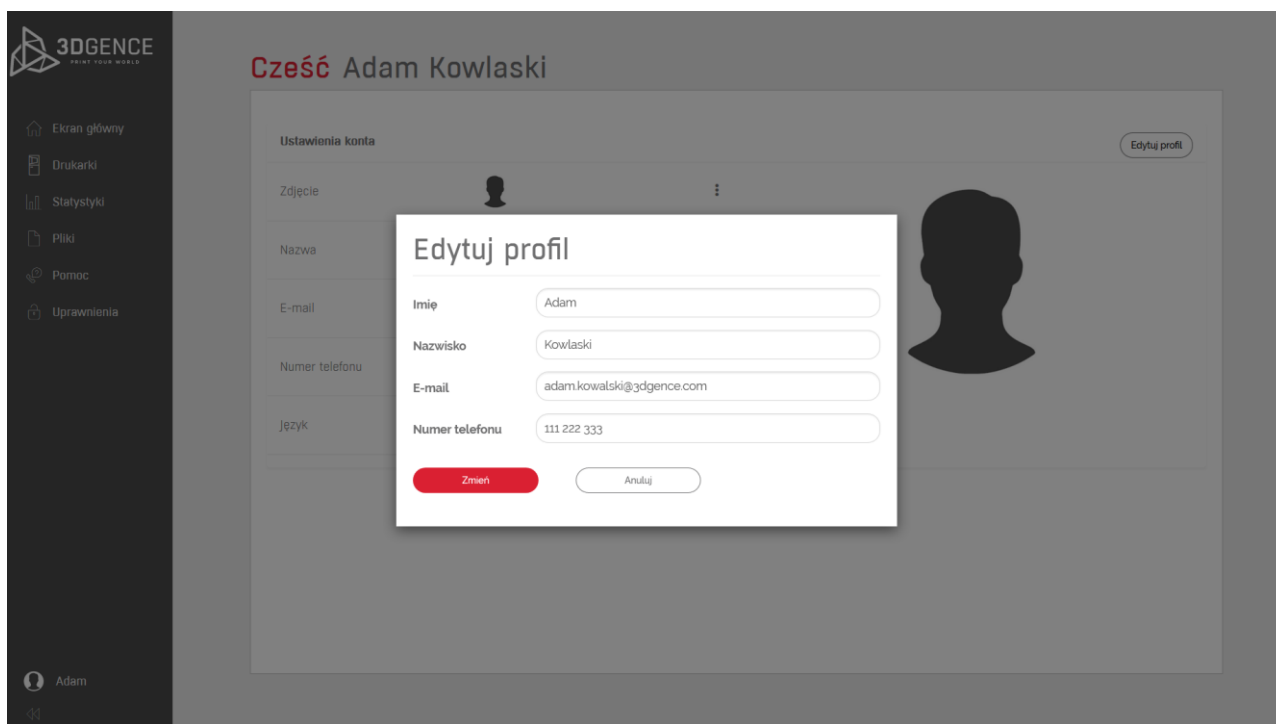 3DGENCE
PRINT YOUR WORLD
Ekran główny
Drukarki
Statystyki
Pliki
Pomoc
Uprawnienia
Adam
Cześć Adam Kowlaski
Ustawienia konta
Edytuj profil
Zdjęcie
Nazwa
E-mail
Numer telefonu
Język
Edytuj profil
Imię Adam
Nazwisko Kowlaski
E-mail adam.kowalski@3dgence.com
Numer telefonu 111 222 333
Zmień Anuluj